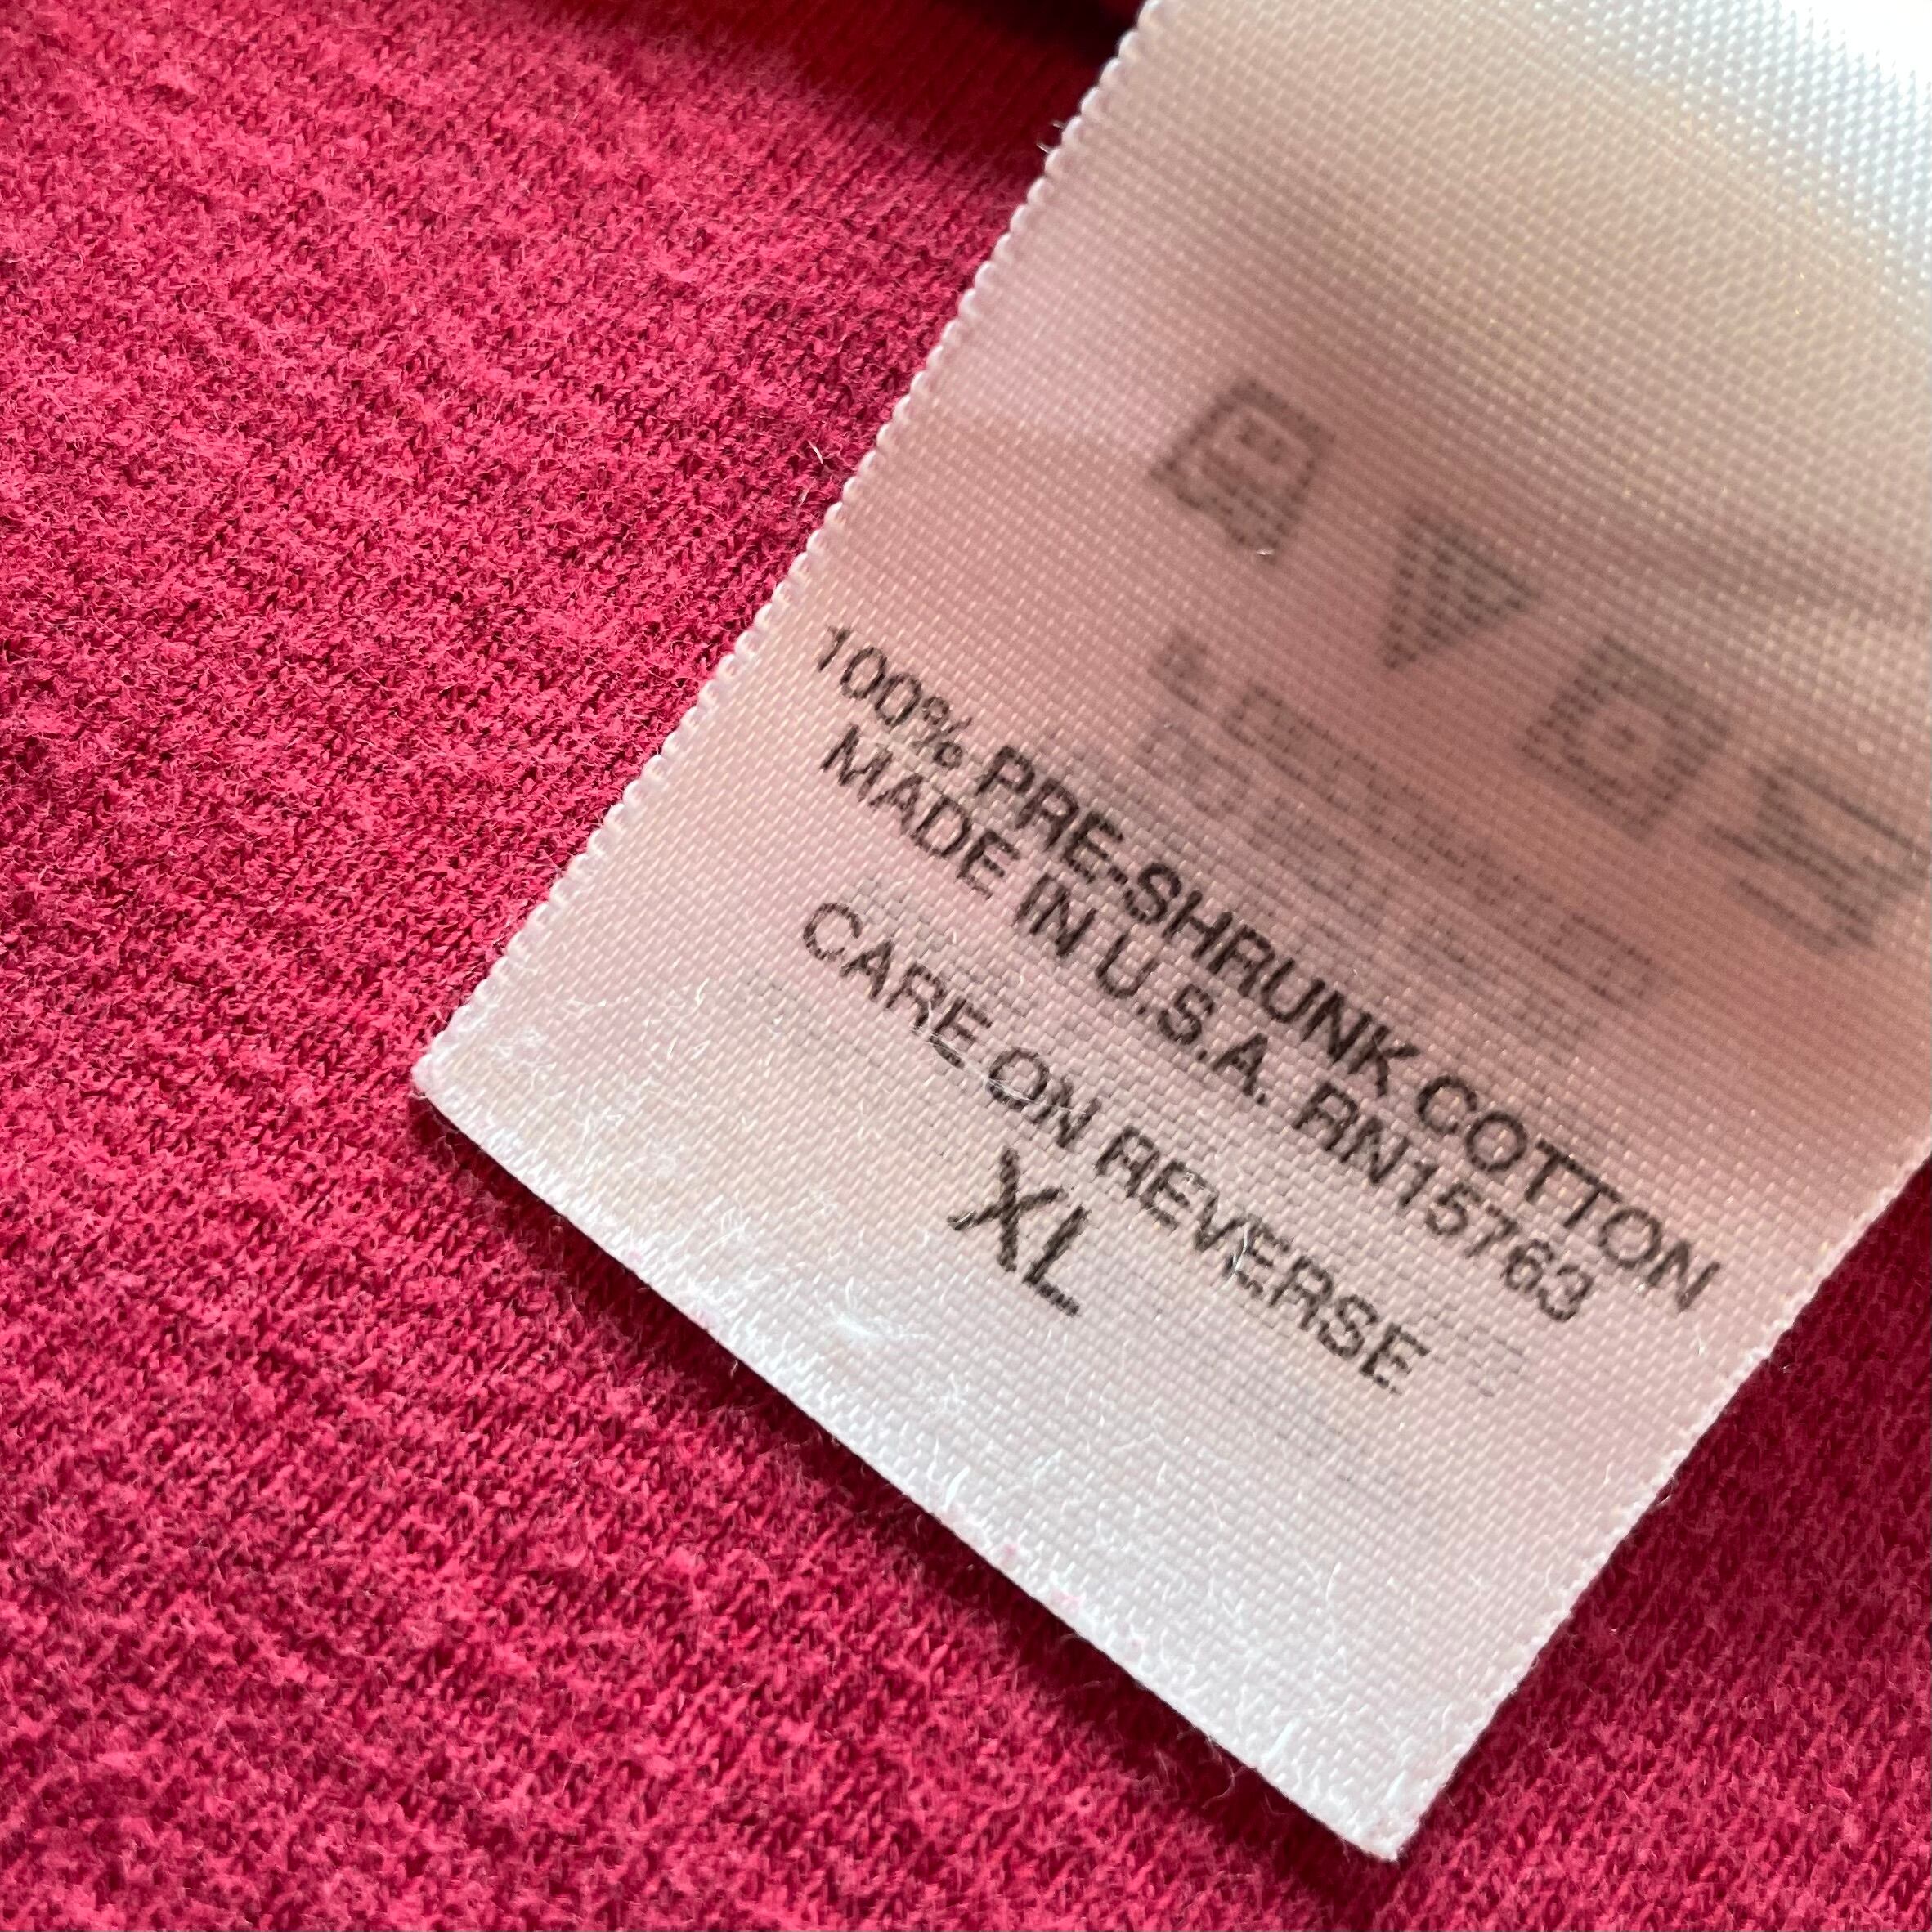 100% PRE-SHRUNK COTTON
MADE IN U.S.A. RN15763
CARE ON REVERSE
XL